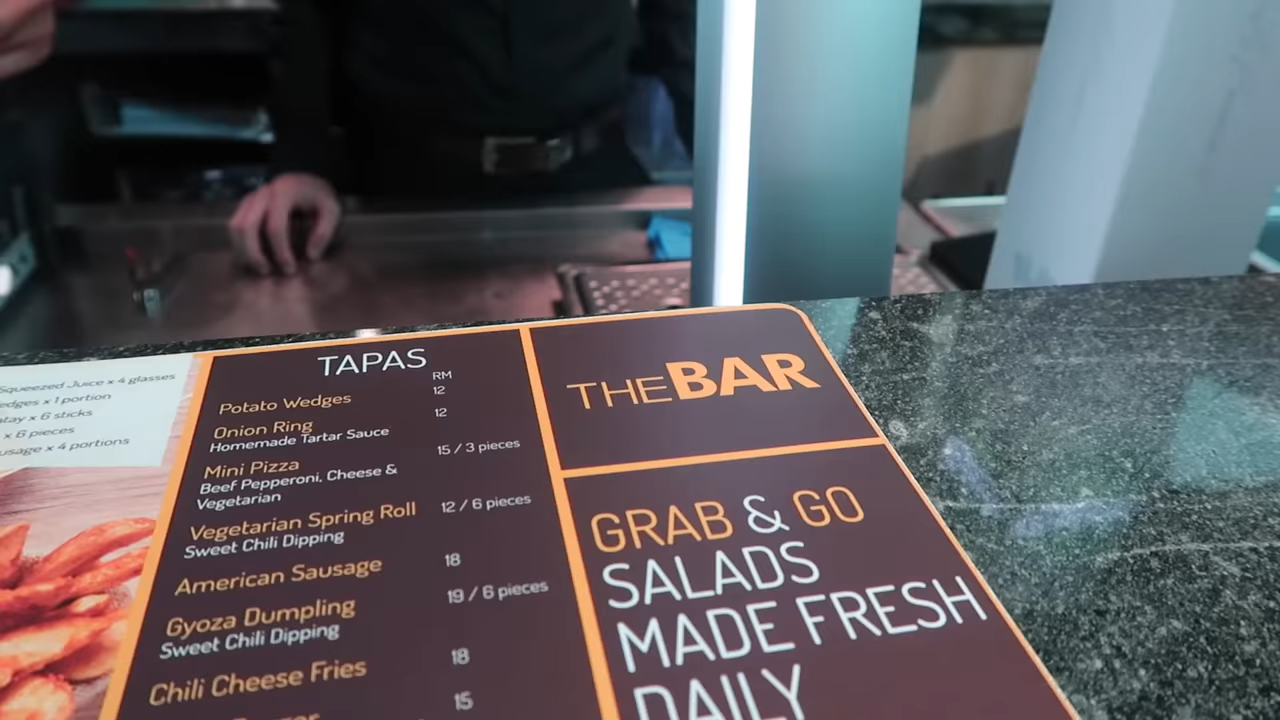 Squeezed Juice x 4 glasses
x 1 portion
x 6 sticks
x 6 pieces
x 4 portions
TAPAS
RM
Potato Wedges 12
Onion Ring 12
Homemade Tartar Sauce
Mini Pizza 15 / 3 pieces
Beef Pepperoni, Cheese &
Vegetarian
Vegetarian Spring Roll 12 / 6 pieces
Sweet Chili Dipping
American Sausage 18
Gyoza Dumpling 19 / 6 pieces
Sweet Chili Dipping
Chili Cheese Fries 18
15
THEBAR
GRAB & GO
SALADS
MADE FRESH
DAILY